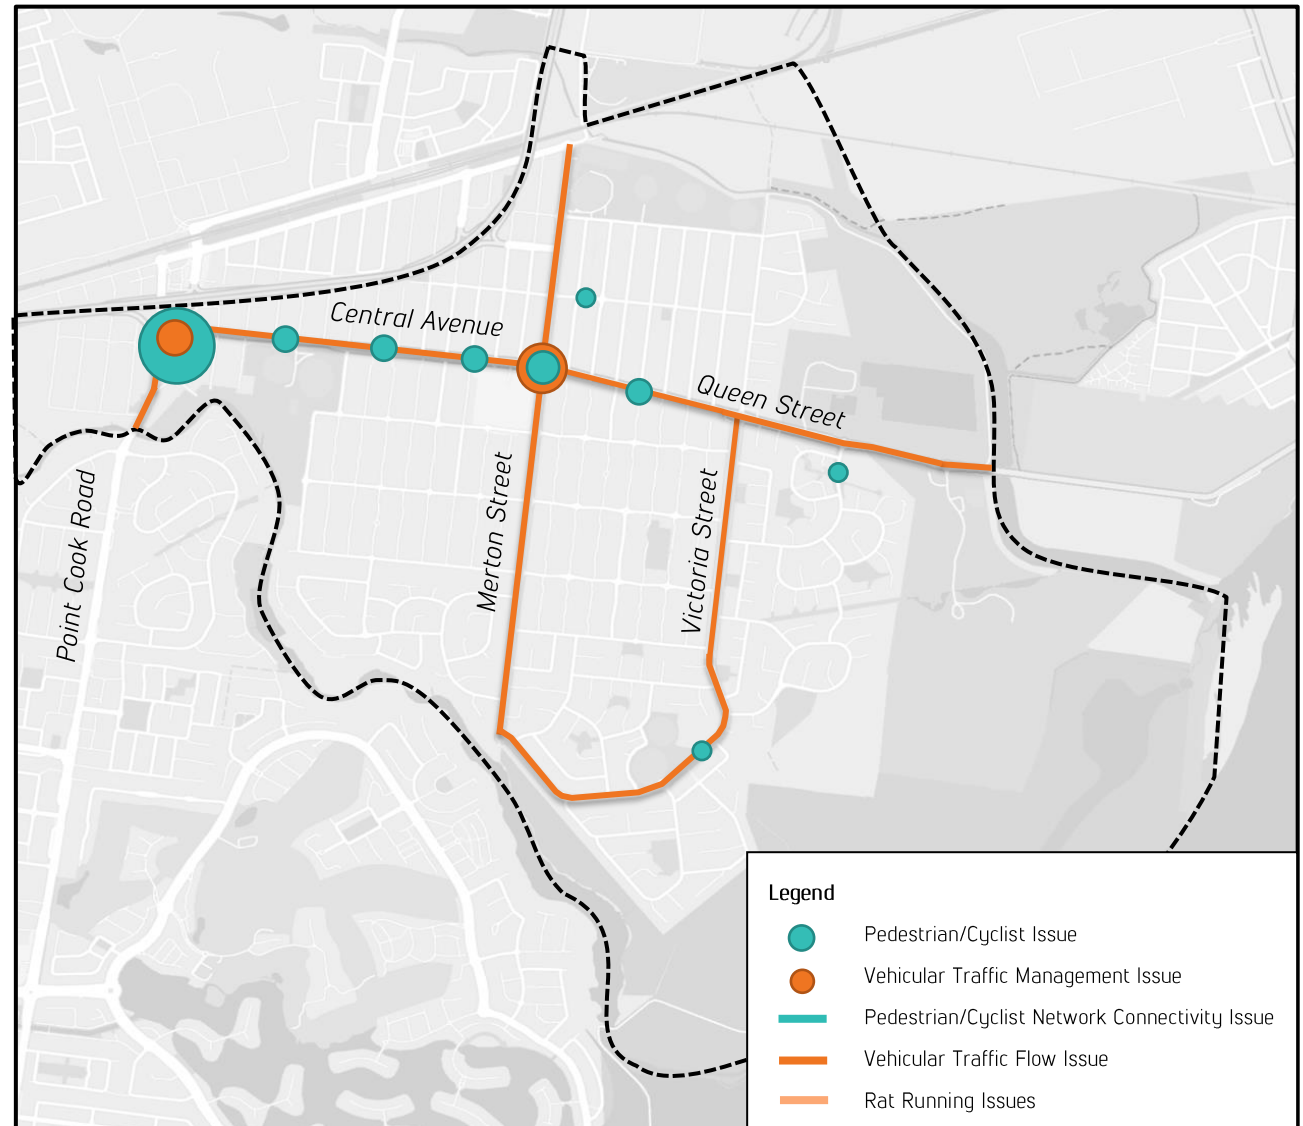 Central Avenue
Queen Street
Merton Street
Victoria Street
Point Cook Road
Legend
Pedestrian/Cyclist Issue
Vehicular Traffic Management Issue
Pedestrian/Cyclist Network Connectivity Issue
Vehicular Traffic Flow Issue
Rat Running Issues